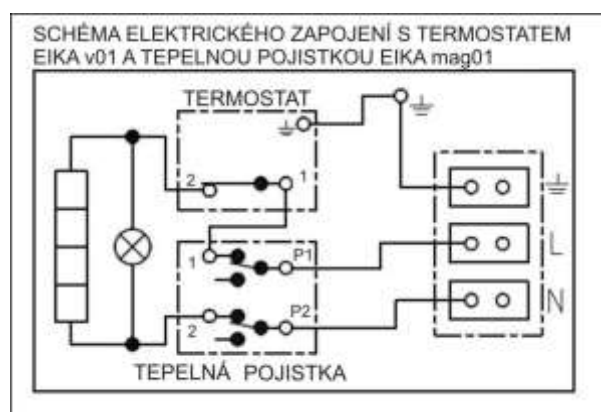 SCHÉMA ELEKTRICKÉHO ZAPOJENÍ S TERMOSTATEM
EIKA v01 A TEPELNOU POJISTKOU EIKA mag01
TERMOSTAT
2 1
1 P1
L
2 P2
N
TEPELNÁ POJISTKA